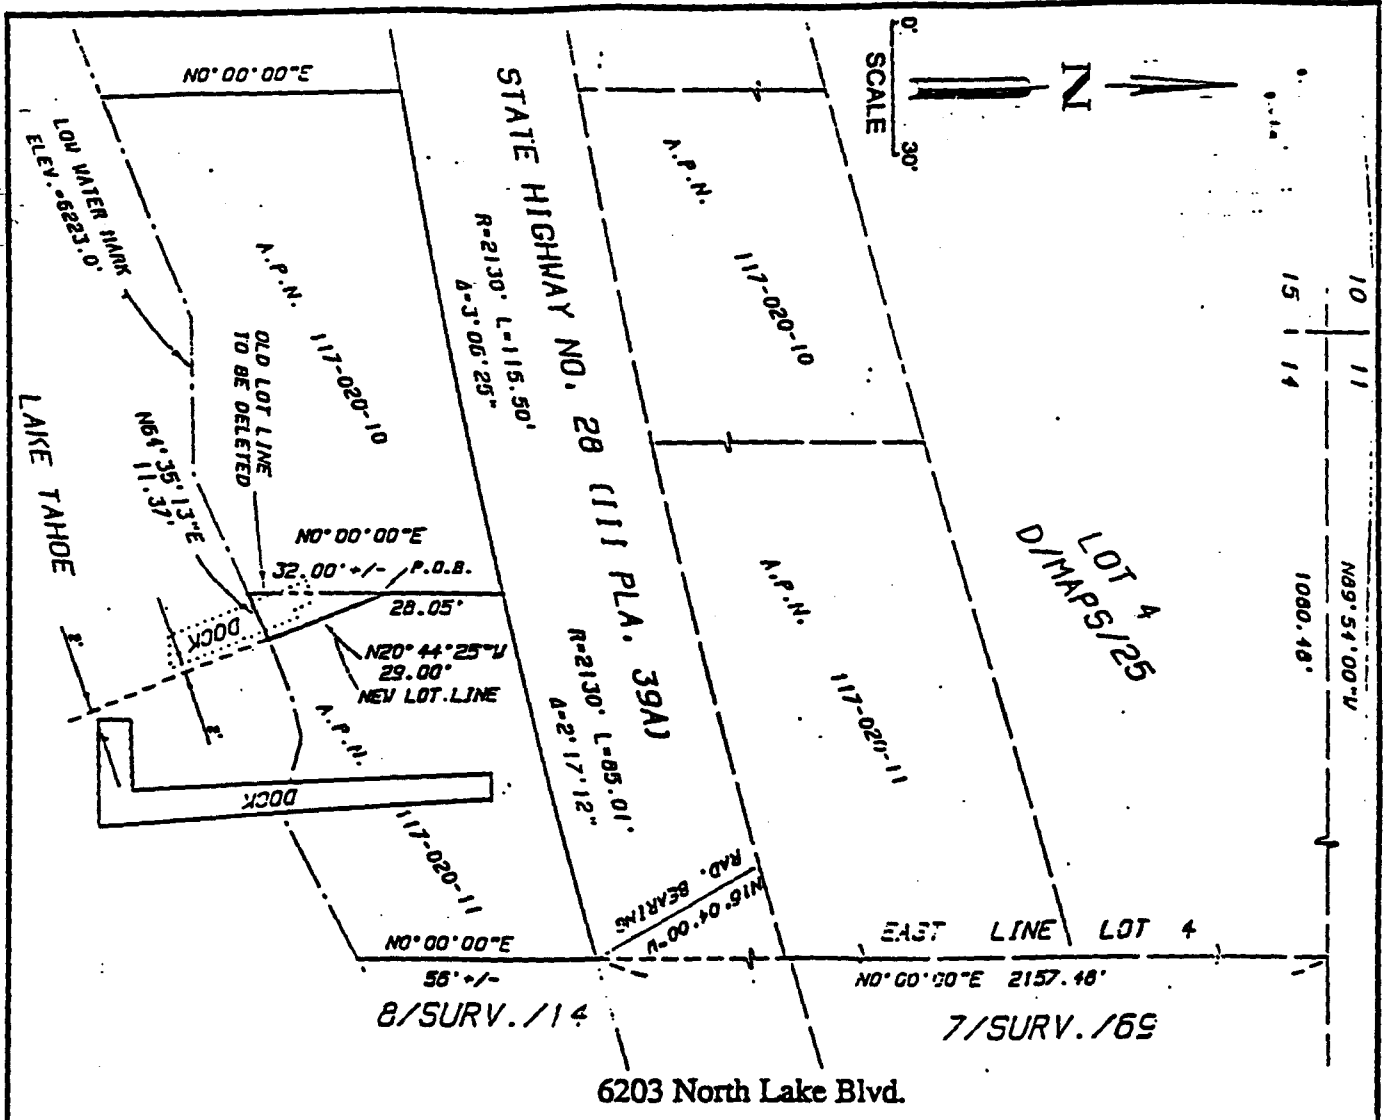 0'
SCALE
30'
N
10
11
15
14
N89°54'00"W
1080.48'
LOT 4
D/MAPS/25
A.P.N.
117-020-10
A.P.N.
117-020-11
STATE HIGHWAY NO. 28 (III PLA. 39A)
R=2130' L=115.50'
Δ=3°06'25"
R=2130' L=85.01'
Δ=2°17'12"
N0°00'00"E
LOW WATER MARK
ELEV.=6223.0'
A.P.N.
117-020-10
OLD LOT LINE
TO BE DELETED
LAKE TAHOE
N64°35'13"E
11.37'
N0°00'00"E
32.00'+/-
P.O.B.
28.05'
N20°44'25"W
29.00'
NEW LOT.LINE
DOCK
DOCK
A.P.N.
117-020-11
N16°04'00"W
RAD. BEARING
N0°00'00"E
56'+/-
8/SURV./14
EAST LINE LOT 4
N0°00'00"E 2157.48'
7/SURV./69
6203 North Lake Blvd.